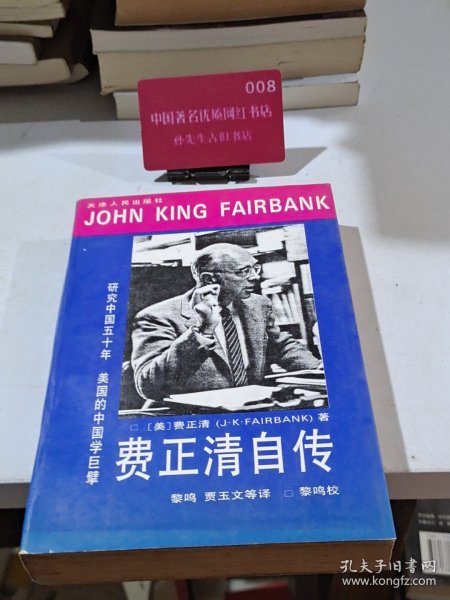 008
中国著名优质网红书店
孙先生古旧书店
天津人民出版社
JOHN KING FAIRBANK
研究中国五十年 美国的中国学巨擘
□ [美]费正清 (J·K·FAIRBANK) 著
费正清自传
黎鸣 贾玉文等译 □ 黎鸣校
孔夫子旧书网
www.kongfz.com